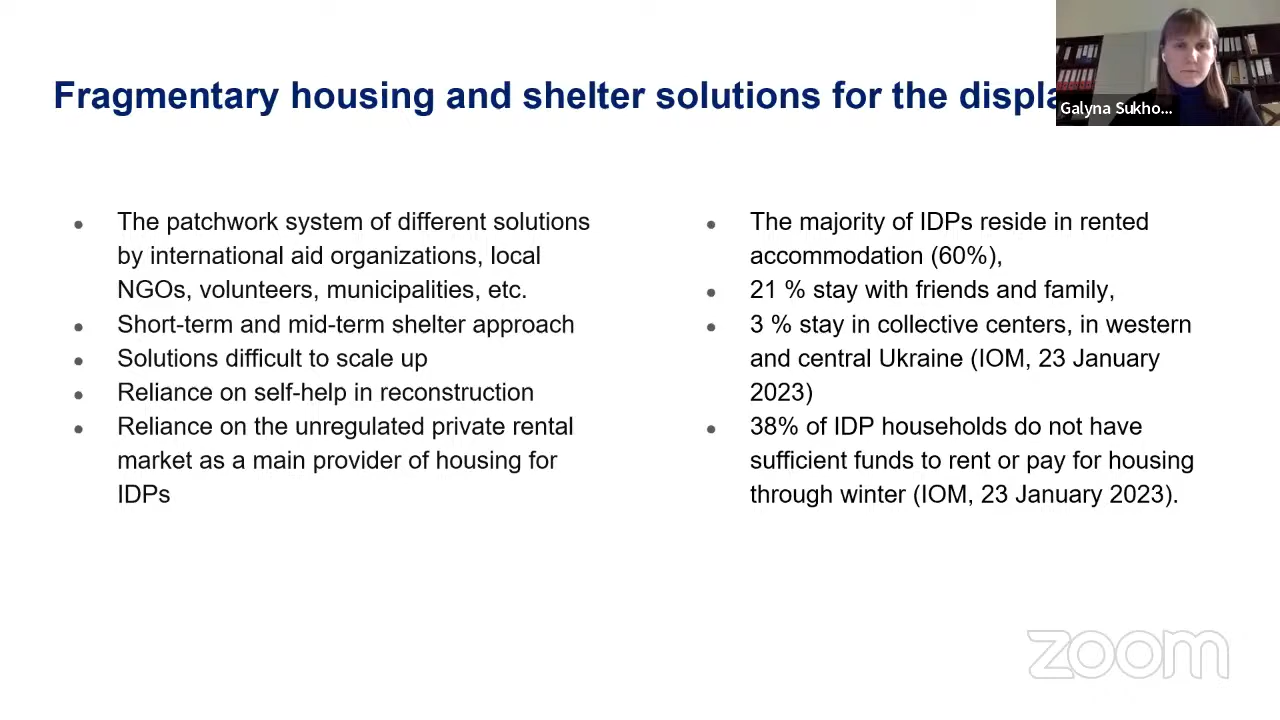 Fragmentary housing and shelter solutions for the displa
Galyna Sukho...
• The patchwork system of different solutions
by international aid organizations, local
NGOs, volunteers, municipalities, etc.
• Short-term and mid-term shelter approach
• Solutions difficult to scale up
• Reliance on self-help in reconstruction
• Reliance on the unregulated private rental
market as a main provider of housing for
IDPs
• The majority of IDPs reside in rented
accommodation (60%),
• 21 % stay with friends and family,
• 3 % stay in collective centers, in western
and central Ukraine (IOM, 23 January
2023)
• 38% of IDP households do not have
sufficient funds to rent or pay for housing
through winter (IOM, 23 January 2023).
zoom